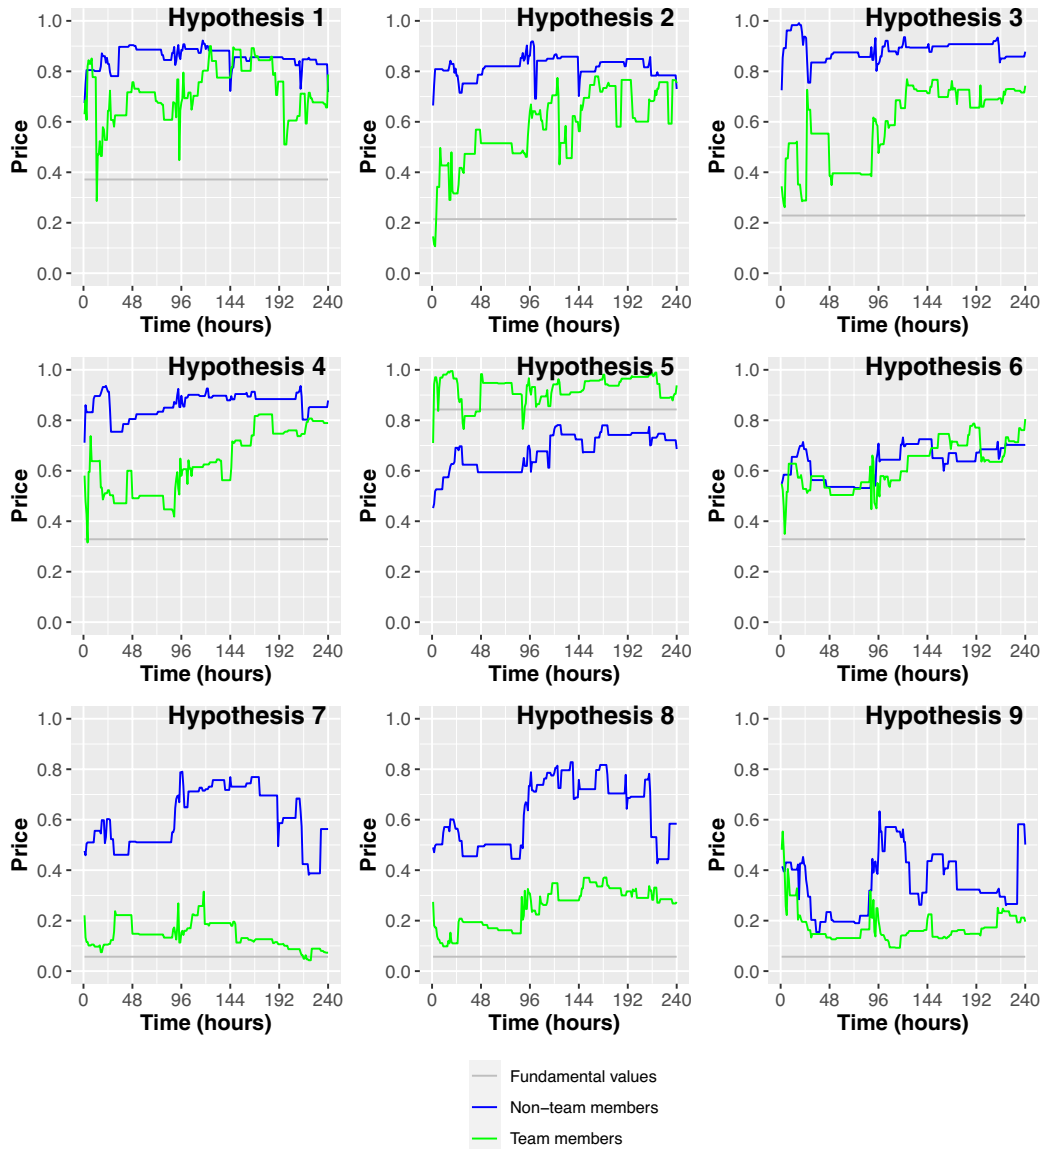 Hypothesis 1 Hypothesis 2 Hypothesis 3
1.0 1.0 1.0
0.8 0.8 0.8
0.6 0.6 0.6
Price Price Price
0.4 0.4 0.4
0.2 0.2 0.2
0.0 0.0 0.0
0 48 96 144 192 240 0 48 96 144 192 240 0 48 96 144 192 240
Time (hours) Time (hours) Time (hours)
Hypothesis 4 Hypothesis 5 Hypothesis 6
1.0 1.0 1.0
0.8 0.8 0.8
0.6 0.6 0.6
Price Price Price
0.4 0.4 0.4
0.2 0.2 0.2
0.0 0.0 0.0
0 48 96 144 192 240 0 48 96 144 192 240 0 48 96 144 192 240
Time (hours) Time (hours) Time (hours)
Hypothesis 7 Hypothesis 8 Hypothesis 9
1.0 1.0 1.0
0.8 0.8 0.8
0.6 0.6 0.6
Price Price Price
0.4 0.4 0.4
0.2 0.2 0.2
0.0 0.0 0.0
0 48 96 144 192 240 0 48 96 144 192 240 0 48 96 144 192 240
Time (hours) Time (hours) Time (hours)
Fundamental values
Non−team members
Team members